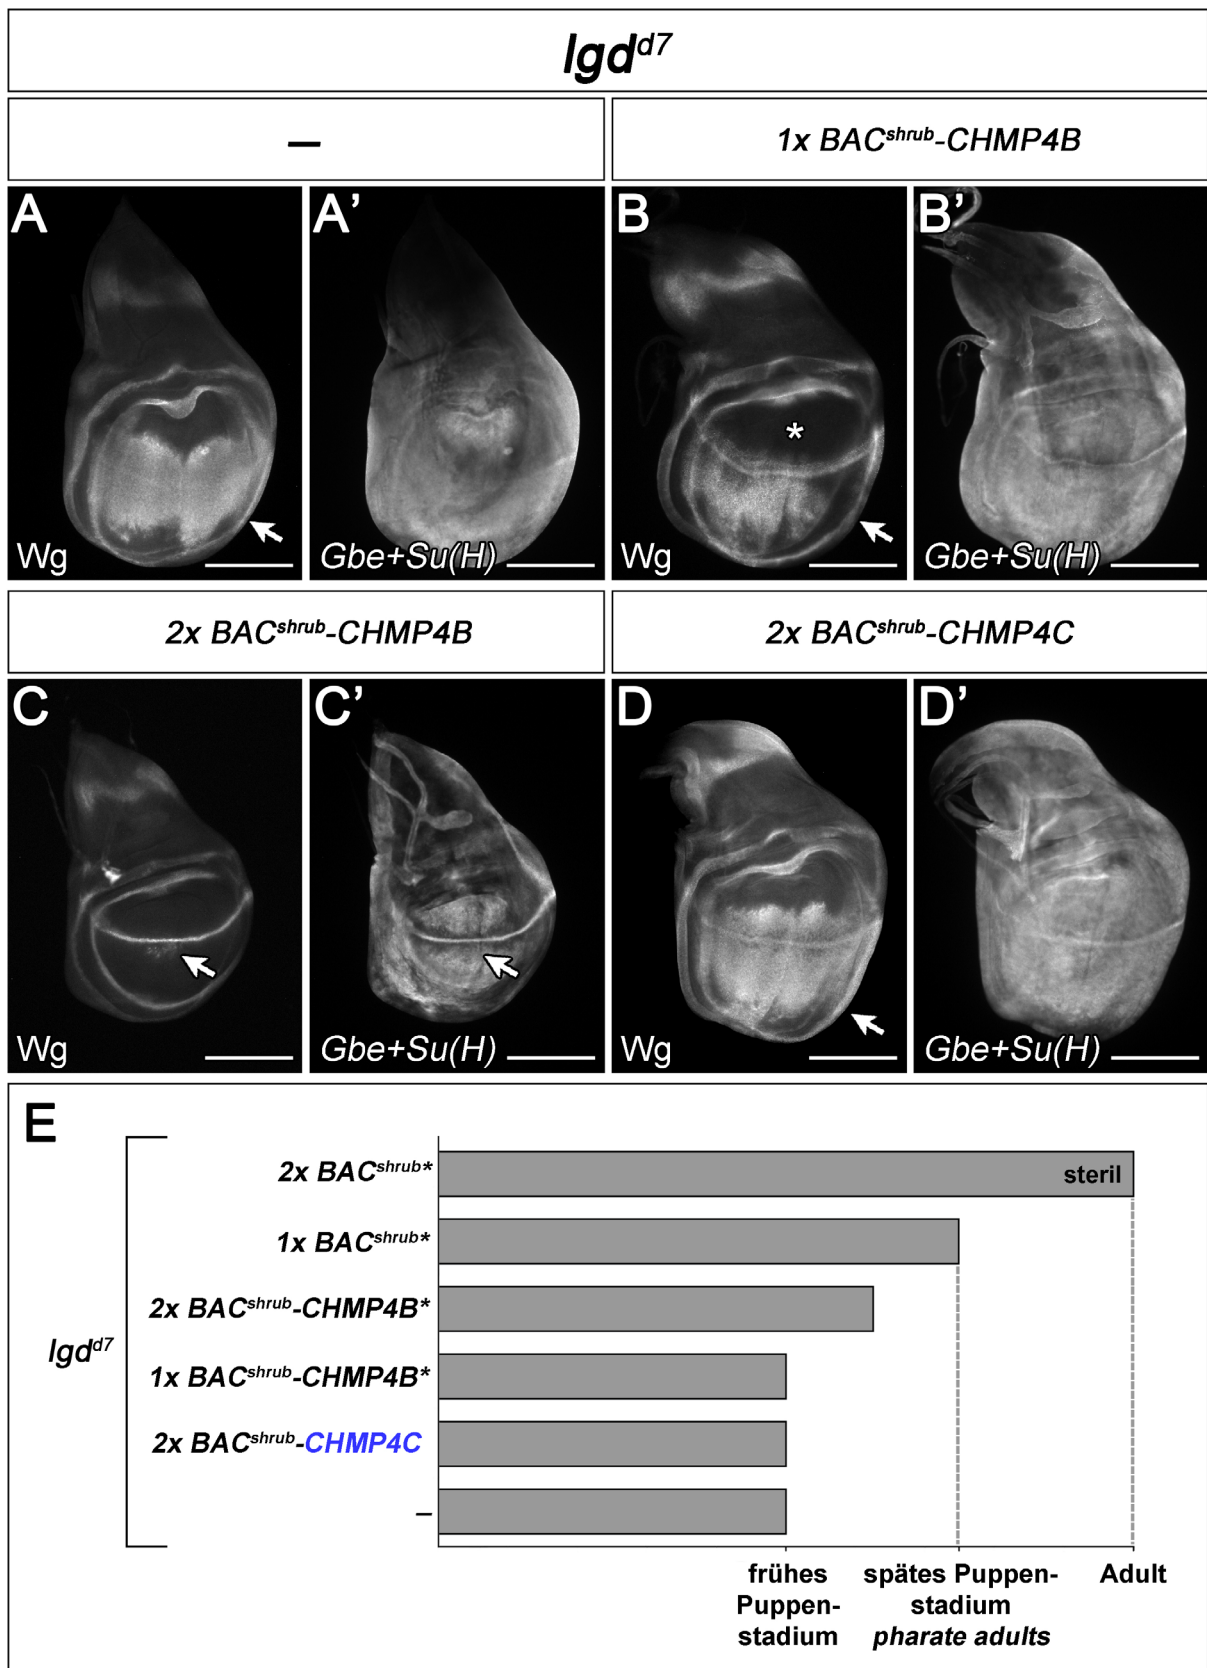 lgd^d7
—
1x BAC^shrub-CHMP4B
A
A’
B
B’
*
Wg
Gbe+Su(H)
Wg
Gbe+Su(H)
2x BAC^shrub-CHMP4B
2x BAC^shrub-CHMP4C
C
C’
D
D’
Wg
Gbe+Su(H)
Wg
Gbe+Su(H)
E
2x BAC^shrub*
steril
1x BAC^shrub*
2x BAC^shrub-CHMP4B*
lgd^d7
1x BAC^shrub-CHMP4B*
2x BAC^shrub-CHMP4C
–
frühes
Puppen-
stadium
spätes Puppen-
stadium
pharate adults
Adult